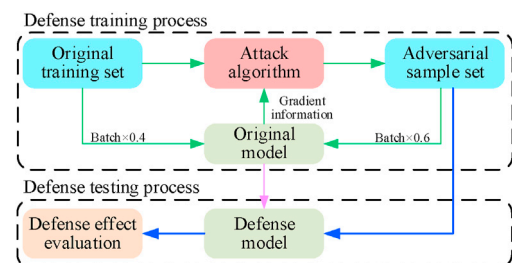 Defense training process
Original
training set
Attack
algorithm
Adversarial
sample set
Gradient
information
Batch×0.4
Original
model
Batch×0.6
Defense testing process
Defense effect
evaluation
Defense
model